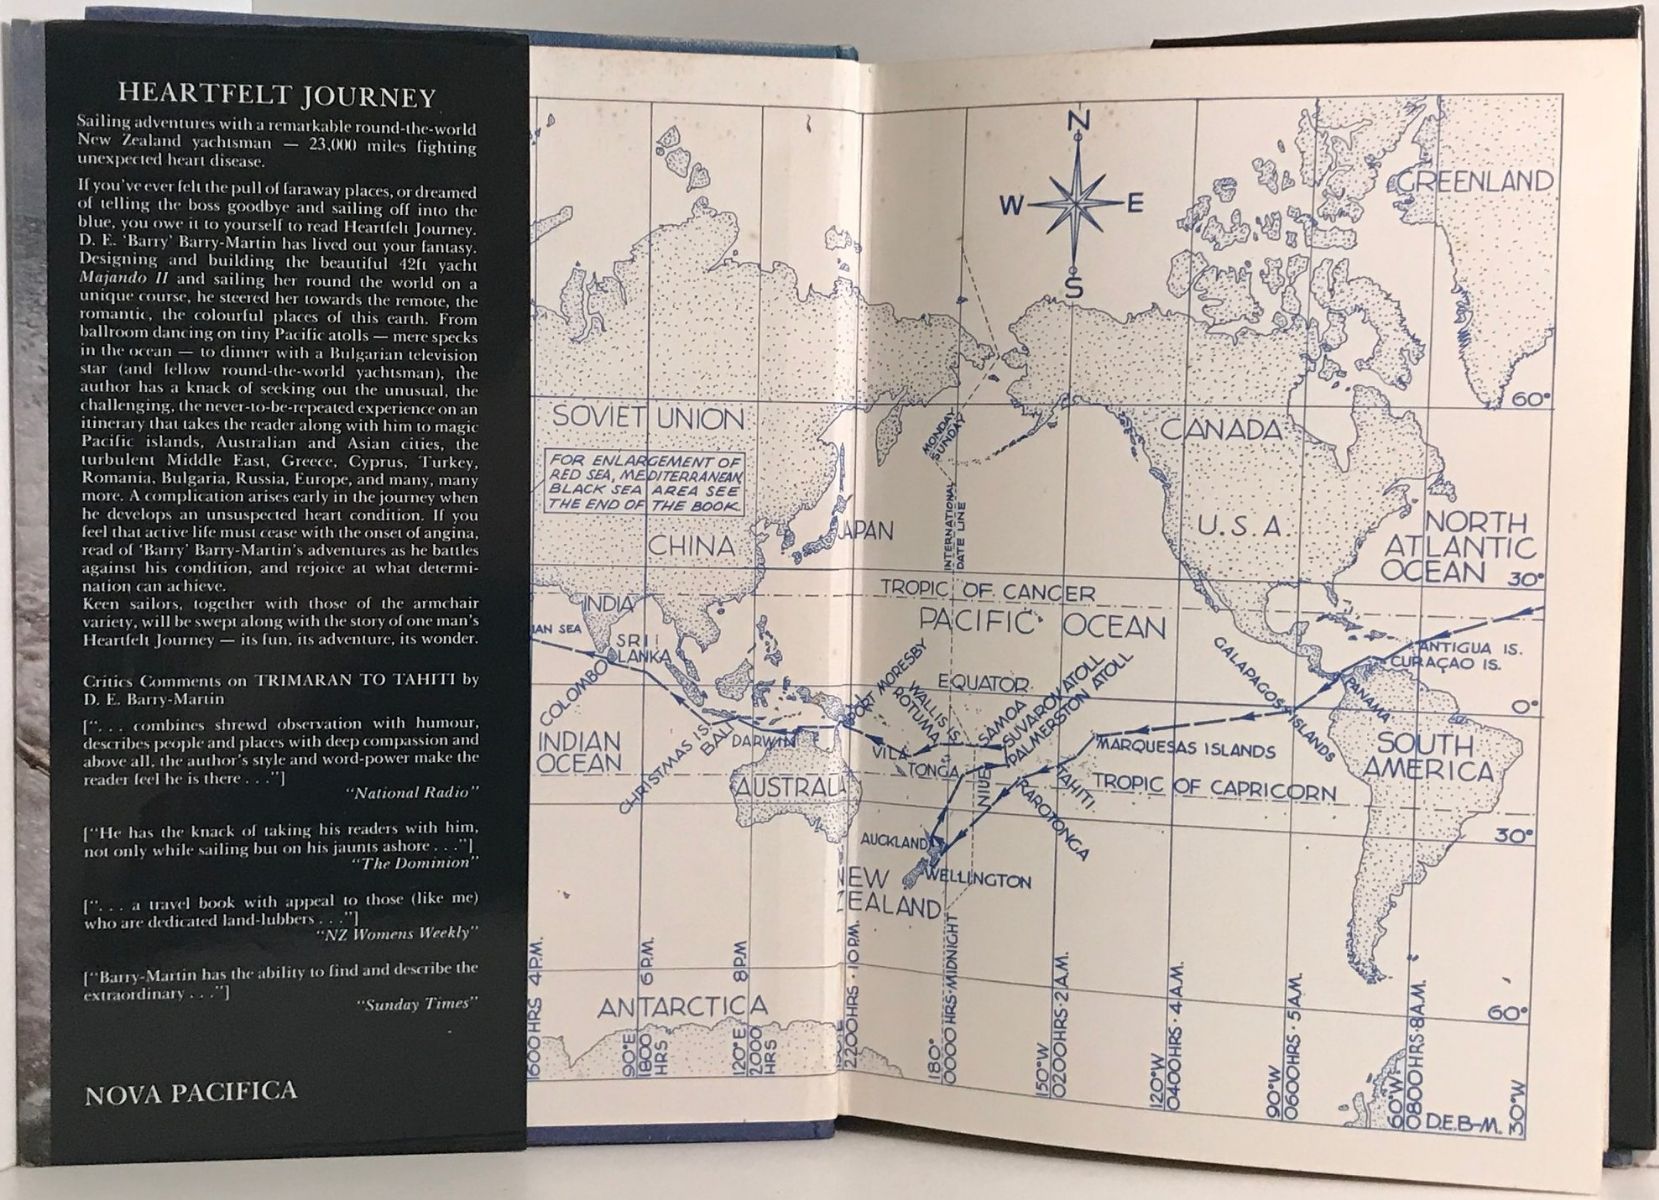 HEARTFELT JOURNEY
Sailing adventures with a remarkable round-the-world
New Zealand yachtsman — 23,000 miles fighting
unexpected heart disease.
If you've ever felt the pull of faraway places, or dreamed
of telling the boss goodbye and sailing off into the
blue, you owe it to yourself to read Heartfelt Journey.
D. E. 'Barry' Barry-Martin has lived out your fantasy.
Designing and building the beautiful 42ft yacht
Majando II and sailing her round the world on a
unique course, he steered her towards the remote, the
romantic, the colourful places of this earth. From
ballroom dancing on tiny Pacific atolls — mere specks
in the ocean — to dinner with a Bulgarian television
star (and fellow round-the-world yachtsman), the
author has a knack of seeking out the unusual, the
challenging, the never-to-be-repeated experience on an
itinerary that takes the reader along with him to magic
Pacific islands, Australian and Asian cities, the
turbulent Middle East, Greece, Cyprus, Turkey,
Romania, Bulgaria, Russia, Europe, and many, many
more. A complication arises early in the journey when
he develops an unsuspected heart condition. If you
feel that active life must cease with the onset of angina,
read of 'Barry' Barry-Martin's adventures as he battles
against his condition, and rejoice at what determi-
nation can achieve.
Keen sailors, together with those of the armchair
variety, will be swept along with the story of one man's
Heartfelt Journey — its fun, its adventure, its wonder.
Critics Comments on TRIMARAN TO TAHITI by
D. E. Barry-Martin
[". . . combines shrewd observation with humour,
describes people and places with deep compassion and
above all, the author's style and word-power make the
reader feel he is there . . ."]
"National Radio"
["He has the knack of taking his readers with him,
not only while sailing but on his jaunts ashore . . ."]
"The Dominion"
[". . . a travel book with appeal to those (like me)
who are dedicated land-lubbers . . ."]
"NZ Womens Weekly"
["Barry-Martin has the ability to find and describe the
extraordinary . . ."]
"Sunday Times"
NOVA PACIFICA
SOVIET UNION
FOR ENLARGEMENT OF
RED SEA, MEDITERRANEAN,
BLACK SEA AREA SEE
THE END OF THE BOOK.
CHINA
JAPAN
INDIA
IAN SEA
SRI
LANKA
COLOMBO
INDIAN
OCEAN
CHRISTMAS IS.
BALI
DARWIN
AUSTRALIA
ANTARCTICA
1600 HRS 4 P.M.
90°E
1800
HRS
6 P.M.
120°E
2000
HRS
8 P.M
2200 HRS · 10 P.M.
N
W
E
S
GREENLAND
60°
MONDAY
SUNDAY
INTERNATIONAL
DATE LINE
CANADA
U.S.A
NORTH
ATLANTIC
OCEAN
30°
TROPIC OF CANCER
PACIFIC OCEAN
ANTIGUA IS.
CURAÇAO IS.
PANAMA
GALAPAGOS ISLANDS
EQUATOR
0°
PORT MORESBY
WALLIS IS
ROTUMA
SAMOA
SUVAROV ATOLL
PALMERSTON ATOLL
VILA
TONGA
NIUE
MARQUESAS ISLANDS
TAHITI
RAROTONGA
TROPIC OF CAPRICORN
SOUTH
AMERICA
30°
AUCKLAND
WELLINGTON
NEW
ZEALAND
60°
180°
0000 HRS · MIDNIGHT
150°W
0200 HRS · 2 A.M.
120°W
0400 HRS · 4 A.M.
90°W
0600 HRS · 5 A.M.
60°W
0800 HRS · 8 A.M.
D.E.B-M.
30°W